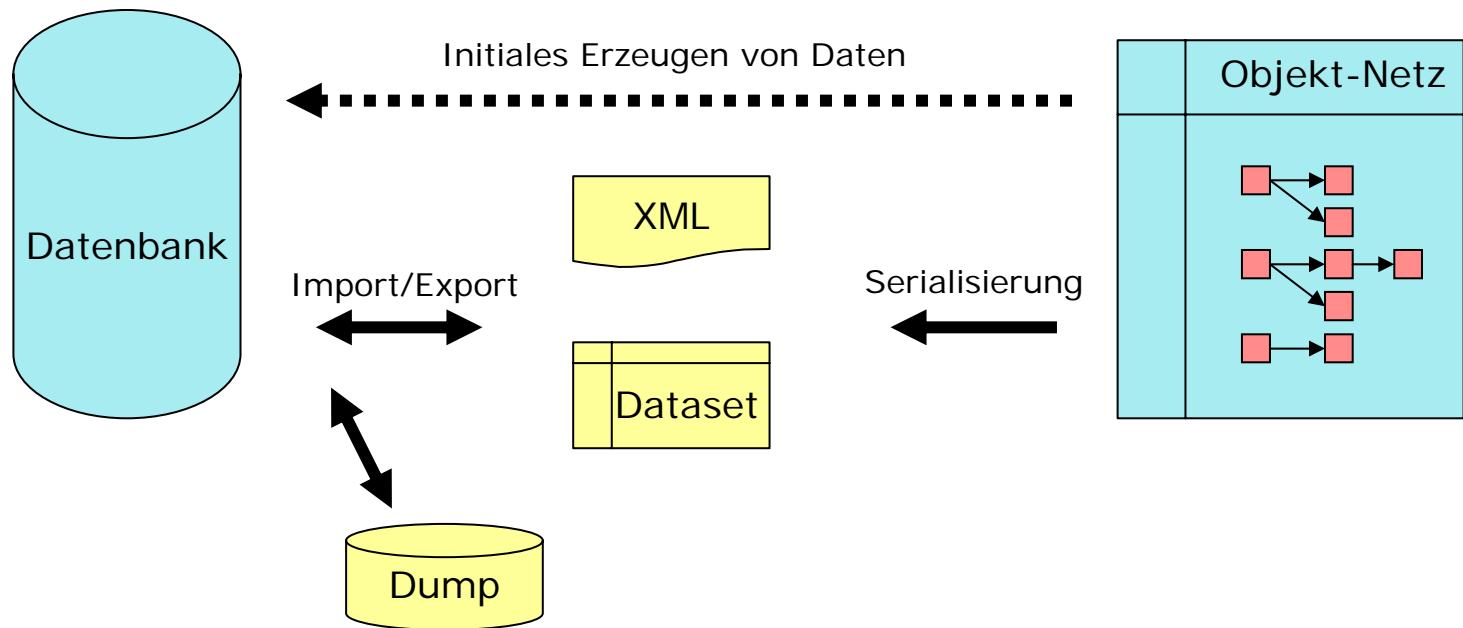 Initiales Erzeugen von Daten
Objekt-Netz
Datenbank
XML
Import/Export
Serialisierung
Dataset
Dump